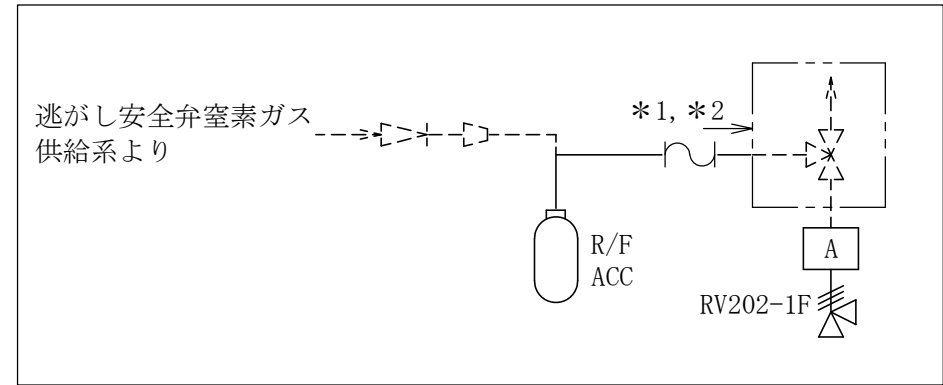 逃がし安全弁窒素ガス
供給系より
*1, *2
R/F
ACC
A
RV202-1F